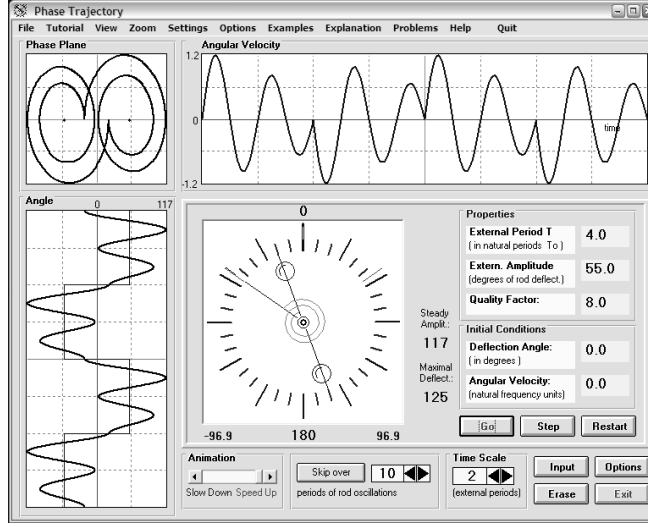 Phase Trajectory
File Tutorial View Zoom Settings Options Examples Explanation Problems Help Quit
Phase Plane
Angular Velocity
1.2
0
-1.2
time
Angle
0
117
0
180
-96.9
96.9
Steady
Amplit.:
117
Maximal
Deflect.:
125
Properties
External Period T
( in natural periods To )
4.0
Extern. Amplitude
(degrees of rod deflect.)
55.0
Quality Factor:
8.0
Initial Conditions
Deflection Angle:
( in degrees )
0.0
Angular Velocity:
(natural frequency units)
0.0
Go
Step
Restart
Animation
Slow Down Speed Up
Skip over
10
periods of rod oscillations
Time Scale
2
(external periods)
Input
Options
Erase
Exit